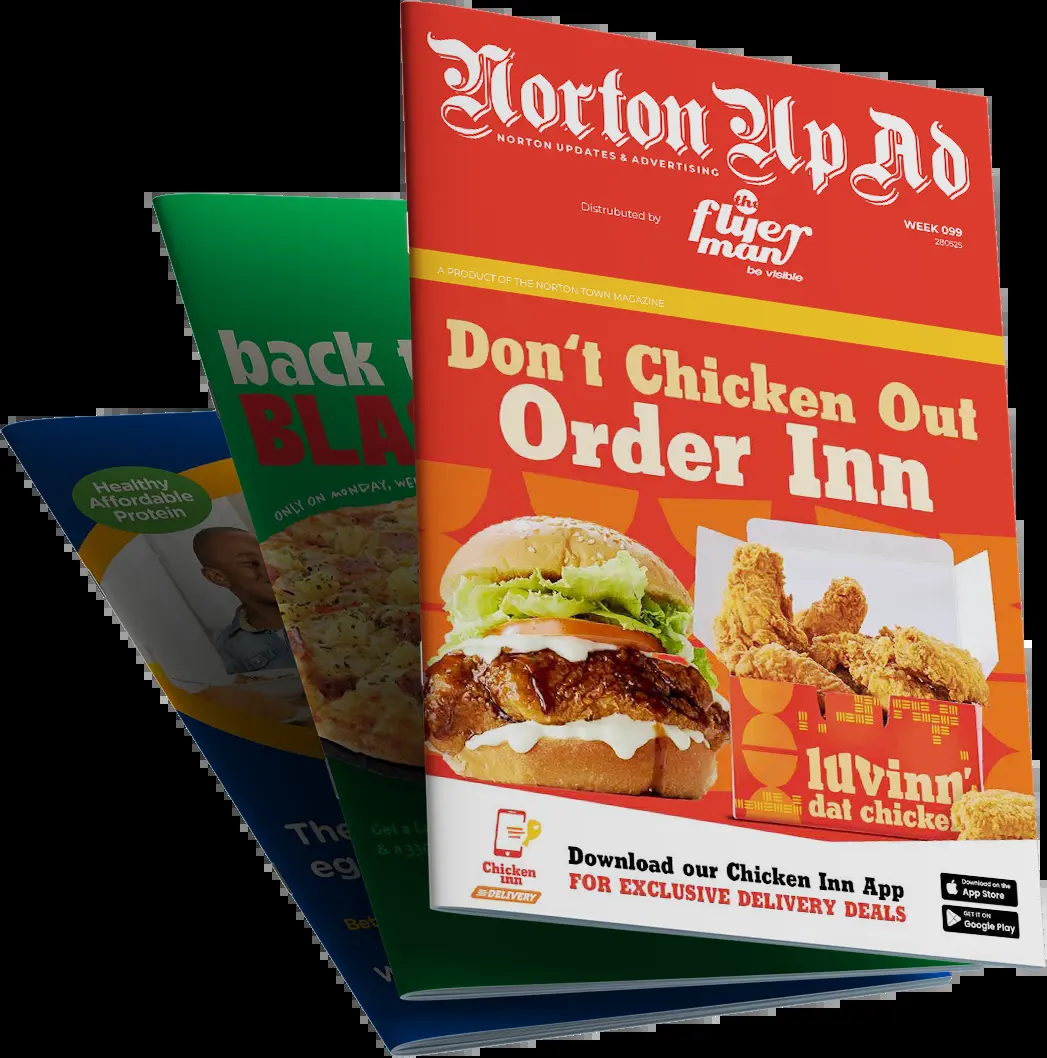 Norton Up Ad
NORTON UPDATES & ADVERTISING
Distrubuted by
the
flyer
man
be visible
WEEK 099
280525
A PRODUCT OF THE NORTON TOWN MAGAZINE
Don't Chicken Out
Order Inn
luvinn'
dat chicken
Chicken
inn
DELIVERY
Download our Chicken Inn App
FOR EXCLUSIVE DELIVERY DEALS
Download on the
App Store
GET IT ON
Google Play
back
BLA
ONLY ON MONDAY,
Get a
& a
Healthy
Affordable
Protein
The